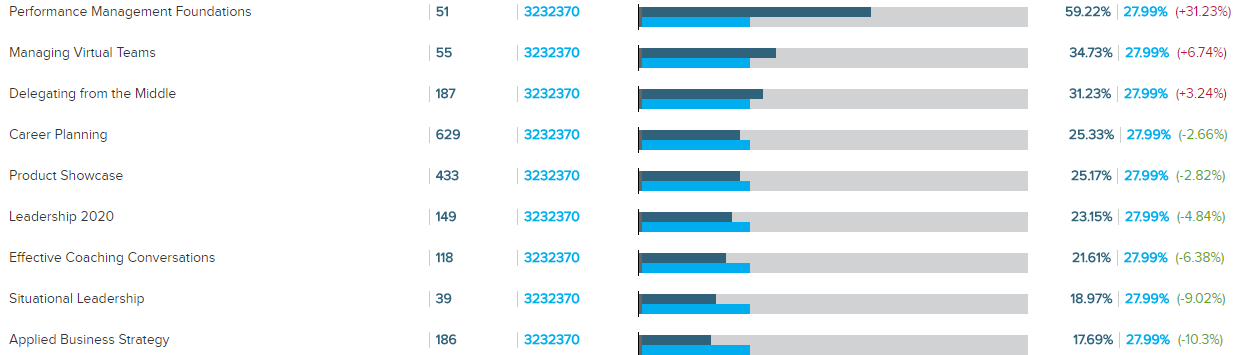 Performance Management Foundations 51 3232370 59.22% 27.99% (+31.23%)
Managing Virtual Teams 55 3232370 34.73% 27.99% (+6.74%)
Delegating from the Middle 187 3232370 31.23% 27.99% (+3.24%)
Career Planning 629 3232370 25.33% 27.99% (-2.66%)
Product Showcase 433 3232370 25.17% 27.99% (-2.82%)
Leadership 2020 149 3232370 23.15% 27.99% (-4.84%)
Effective Coaching Conversations 118 3232370 21.61% 27.99% (-6.38%)
Situational Leadership 39 3232370 18.97% 27.99% (-9.02%)
Applied Business Strategy 186 3232370 17.69% 27.99% (-10.3%)